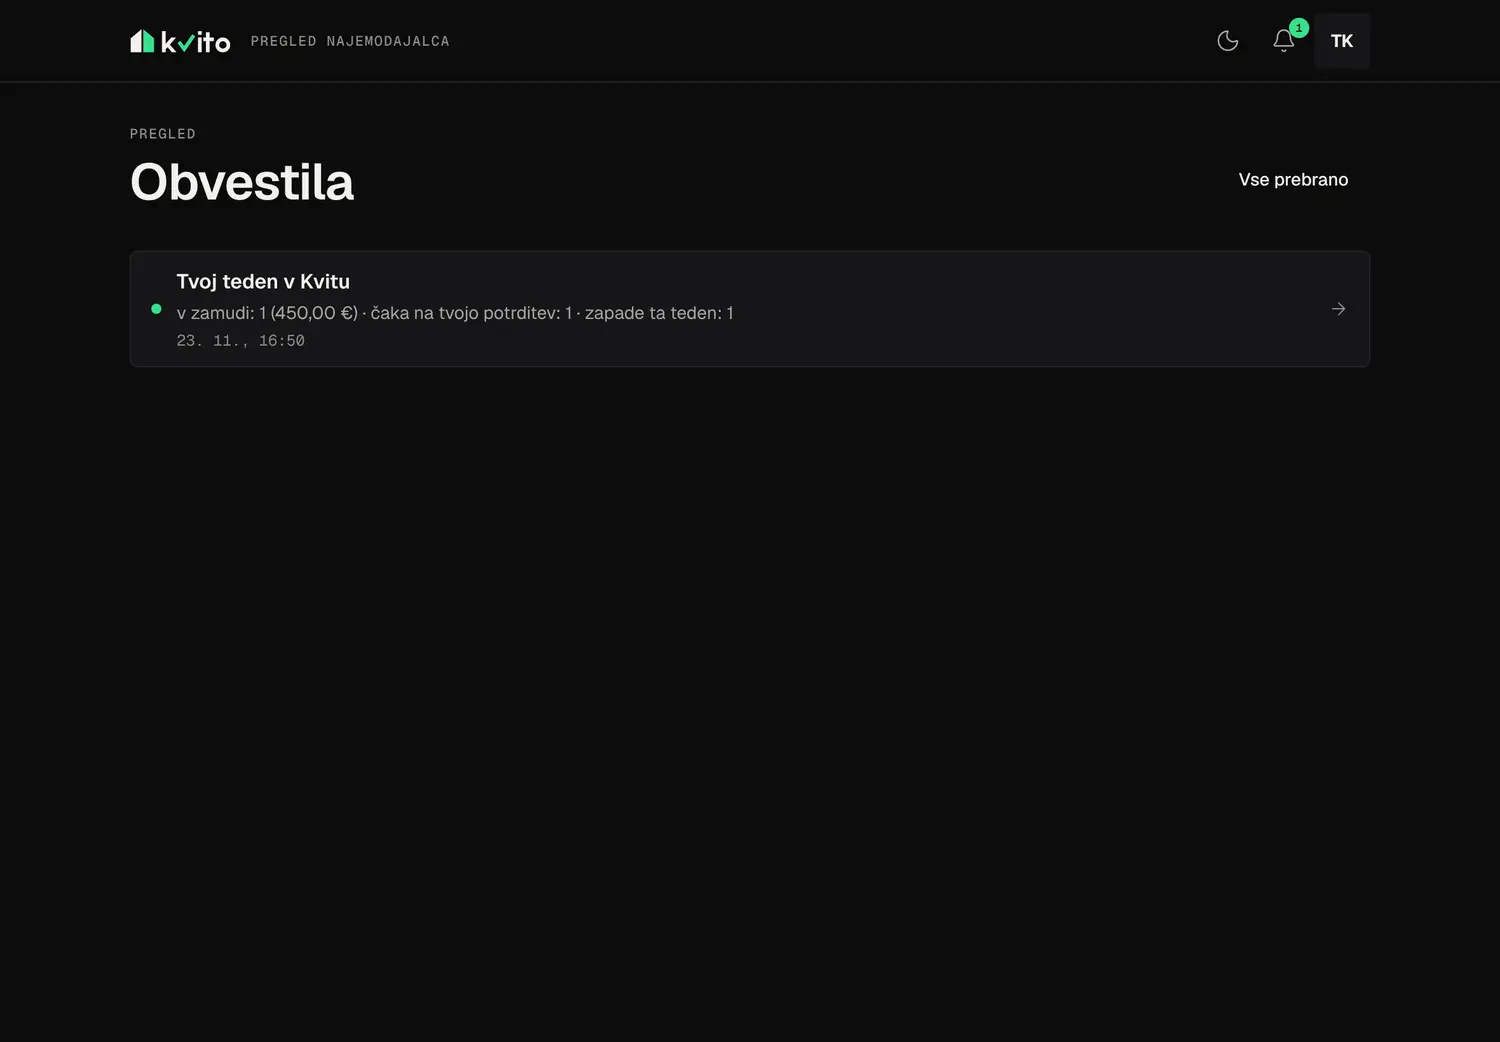 kvito PREGLED NAJEMODAJALCA
1
TK
PREGLED
Obvestila
Vse prebrano
Tvoj teden v Kvitu
v zamudi: 1 (450,00 €) · čaka na tvojo potrditev: 1 · zapade ta teden: 1
23. 11., 16:50